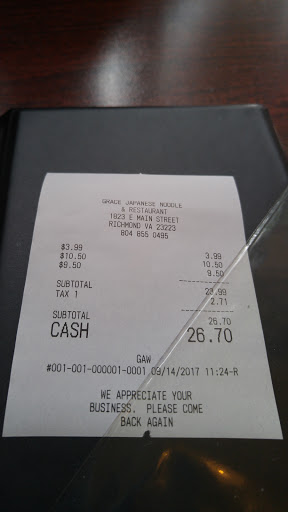 GRACE JAPANESE NOODLE
& RESTAURANT
1823 E MAIN STREET
RICHMOND VA 23223
804 855 0495
$3.99 3.99
$10.50 10.50
$9.50 9.50
SUBTOTAL 23.99
TAX 1 2.71
SUBTOTAL 26.70
CASH 26.70
GAW
#001-001-000001-0001 09/14/2017 11:24-R
WE APPRECIATE YOUR
BUSINESS. PLEASE COME
BACK AGAIN